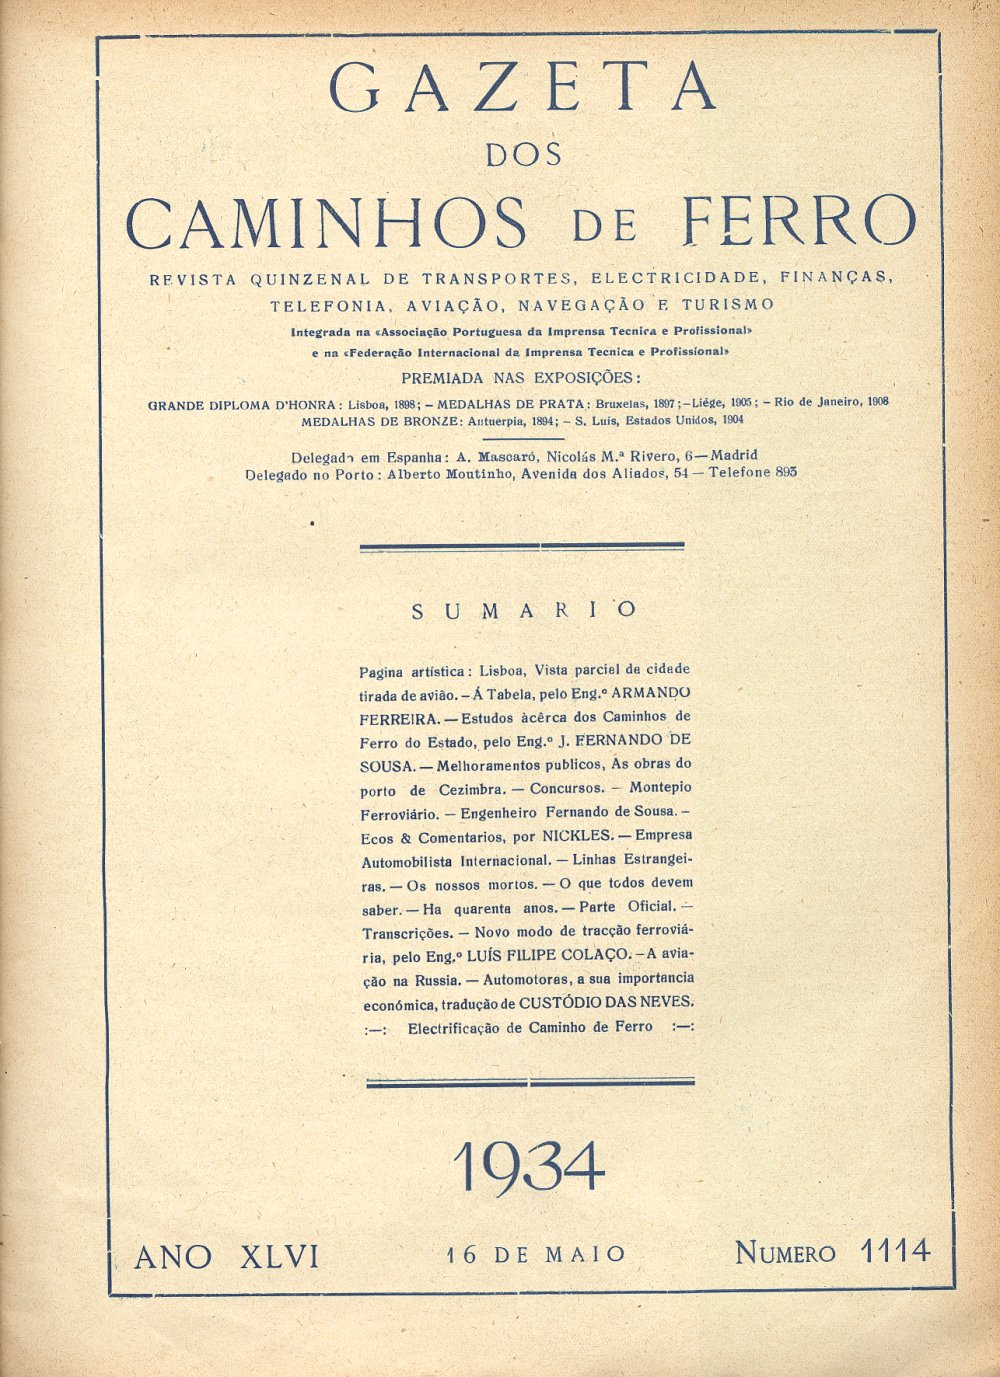 GAZETA
DOS
CAMINHOS DE FERRO
REVISTA QUINZENAL DE TRANSPORTES, ELECTRICIDADE, FINANÇAS,
TELEFONIA, AVIAÇÃO, NAVEGAÇÃO E TURISMO
Integrada na «Associação Portuguesa da Imprensa Tecnica e Profissional»
e na «Federação Internacional da Imprensa Tecnica e Profissional»
PREMIADA NAS EXPOSIÇÕES:
GRANDE DIPLOMA D'HONRA: Lisboa, 1898; — MEDALHAS DE PRATA: Bruxelas, 1897; — Liége, 1905; — Rio de Janeiro, 1908
MEDALHAS DE BRONZE: Antuerpia, 1894; — S. Luís, Estados Unidos, 1904
Delegado em Espanha: A. Mascaró, Nicolás M.ª Rivero, 6—Madrid
Delegado no Porto: Alberto Moutinho, Avenida dos Aliados, 54 — Telefone 893
SUMARIO
Pagina artística: Lisboa, Vista parcial da cidade
tirada de avião. — Á Tabela, pelo Eng.º ARMANDO
FERREIRA. — Estudos àcêrca dos Caminhos de
Ferro do Estado, pelo Eng.º J. FERNANDO DE
SOUSA. — Melhoramentos publicos, As obras do
porto de Cezimbra. — Concursos. — Montepio
Ferroviário. — Engenheiro Fernando de Sousa. —
Ecos & Comentarios, por NICKLES. — Empresa
Automobilista Internacional. — Linhas Estrangei-
ras. — Os nossos mortos. — O que todos devem
saber. — Ha quarenta anos. — Parte Oficial. —
Transcrições. — Novo modo de tracção ferroviá-
ria, pelo Eng.º LUÍS FILIPE COLAÇO. — A avia-
ção na Russia. — Automotoras, a sua importancia
económica, tradução de CUSTÓDIO DAS NEVES.
:—: Electrificação de Caminho de Ferro :—:
1934
ANO XLVI 16 DE MAIO NUMERO 1114